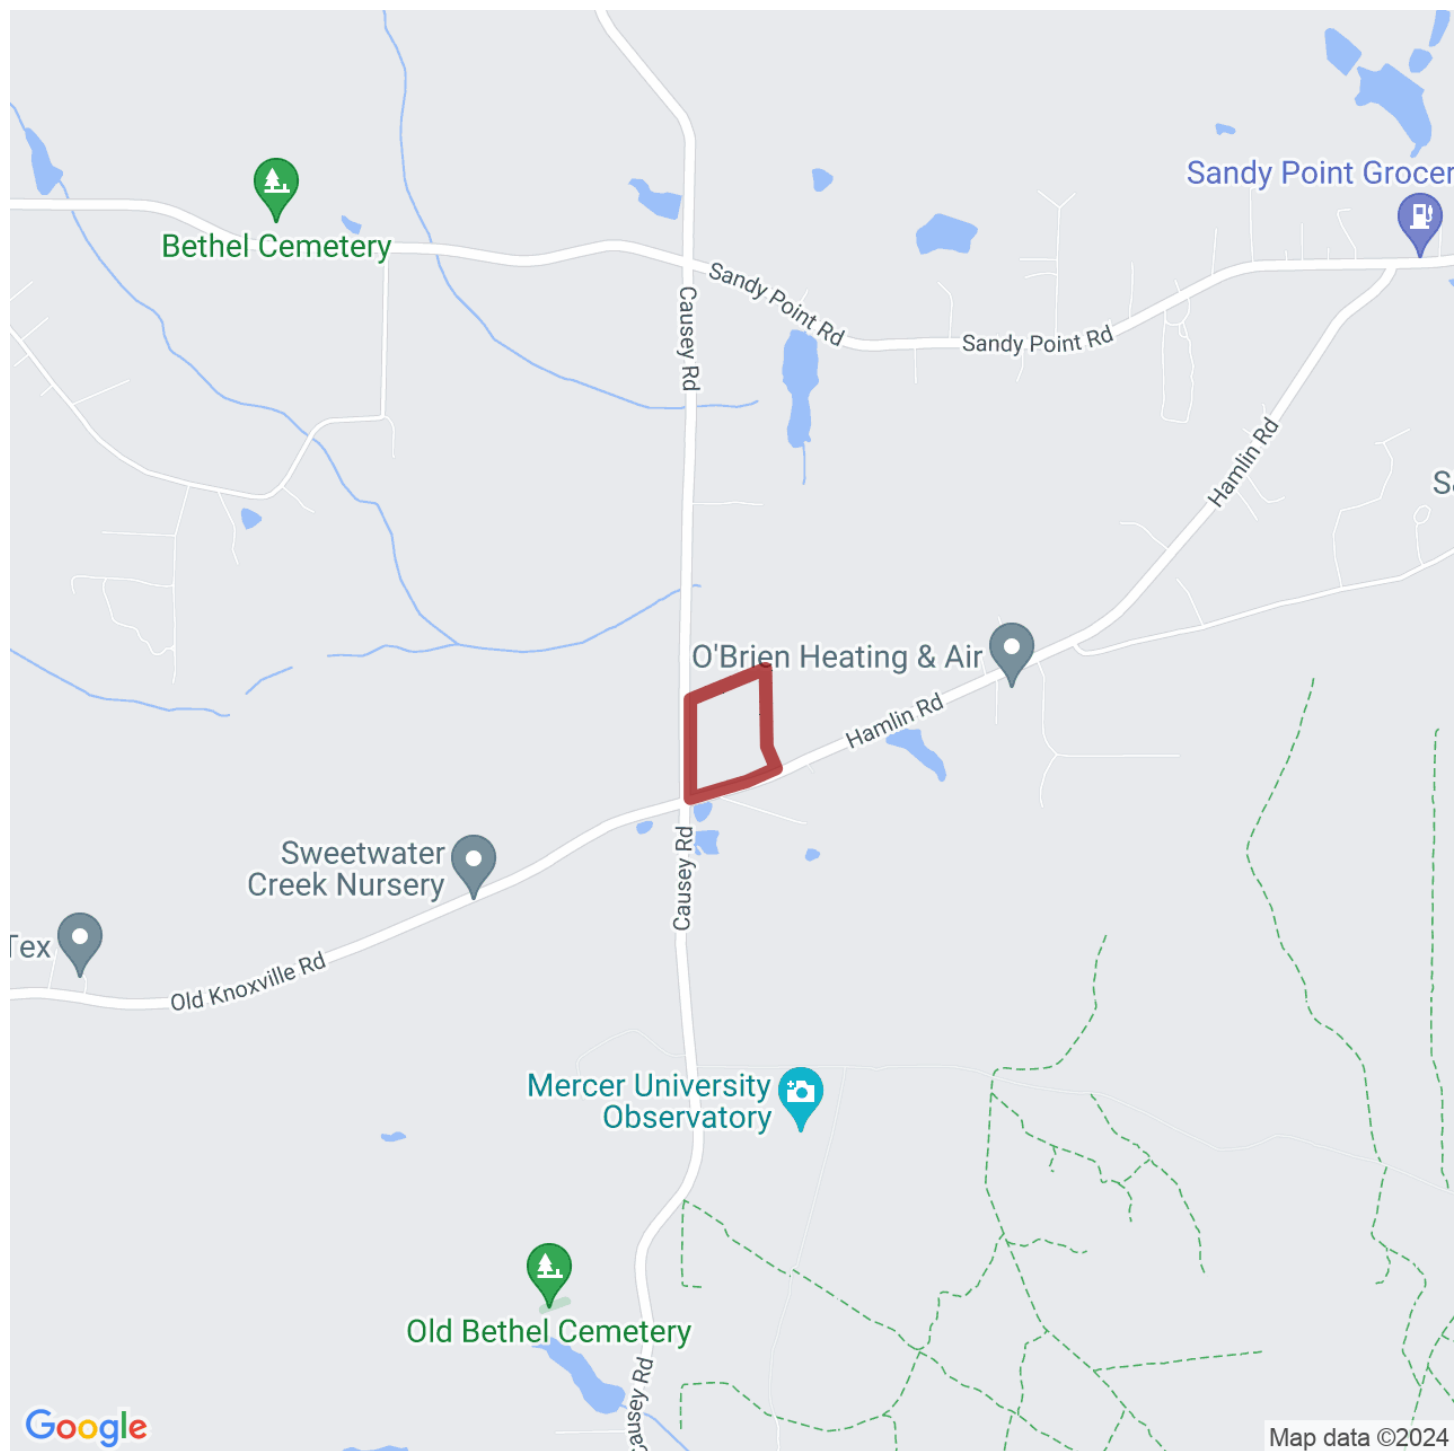 Sandy Point Grocer
Bethel Cemetery
Sandy Point Rd
Sandy Point Rd
Causey Rd
Hamlin Rd
Sa
O'Brien Heating & Air
Hamlin Rd
Sweetwater
Creek Nursery
Causey Rd
Tex
Old Knoxville Rd
Mercer University
Observatory
Old Bethel Cemetery
Causey Rd
Google
Map data ©2024